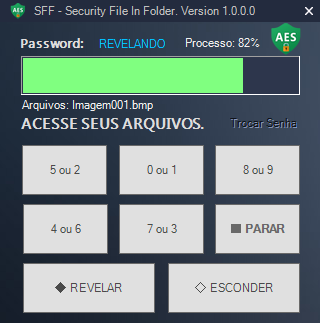 SFF - Security File In Folder. Version 1.0.0.0
Password: REVELANDO Processo: 82% AES
Arquivos: Imagem001.bmp
ACESSE SEUS ARQUIVOS. Trocar Senha
5 ou 2 0 ou 1 8 ou 9
4 ou 6 7 ou 3 PARAR
REVELAR ESCONDER